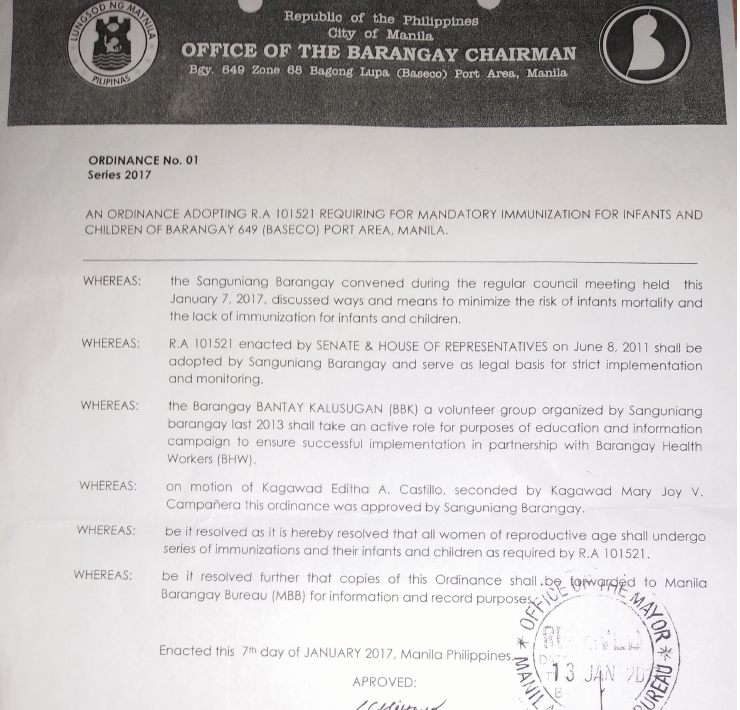 LUNGSOD NG MAYNILA
PILIPINAS
Republic of the Philippines
City of Manila
OFFICE OF THE BARANGAY CHAIRMAN
Bgy. 649 Zone 68 Bagong Lupa (Baseco) Port Area, Manila
B
ORDINANCE No. 01
Series 2017
AN ORDINANCE ADOPTING R.A 101521 REQUIRING FOR MANDATORY IMMUNIZATION FOR INFANTS AND
CHILDREN OF BARANGAY 649 (BASECO) PORT AREA, MANILA.
WHEREAS: the Sanguniang Barangay convened during the regular council meeting held this
January 7, 2017, discussed ways and means to minimize the risk of infants mortality and
the lack of immunization for infants and children.
WHEREAS: R.A 101521 enacted by SENATE & HOUSE OF REPRESENTATIVES on June 8, 2011 shall be
adopted by Sanguniang Barangay and serve as legal basis for strict implementation
and monitoring.
WHEREAS: the Barangay BANTAY KALUSUGAN (BBK) a volunteer group organized by Sanguniang
barangay last 2013 shall take an active role for purposes of education and information
campaign to ensure successful implementation in partnership with Barangay Health
Workers (BHW).
WHEREAS: on motion of Kagawad Editha A. Castillo, seconded by Kagawad Mary Joy V.
Campañera this ordinance was approved by Sanguniang Barangay.
WHEREAS: be it resolved as it is hereby resolved that all women of reproductive age shall undergo
series of immunizations and their infants and children as required by R.A 101521.
WHEREAS: be it resolved further that copies of this Ordinance shall be forwarded to Manila
Barangay Bureau (MBB) for information and record purposes.
Enacted this 7th day of JANUARY 2017, Manila Philippines.
APROVED:
OFFICE OF THE MAYOR
13 JAN
BUREAU